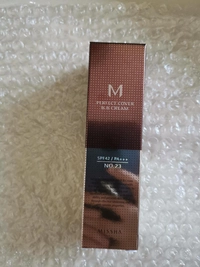 M
PERFECT COVER
B.B CREAM
SPF42 / PA+++
NO.23
MISSHA